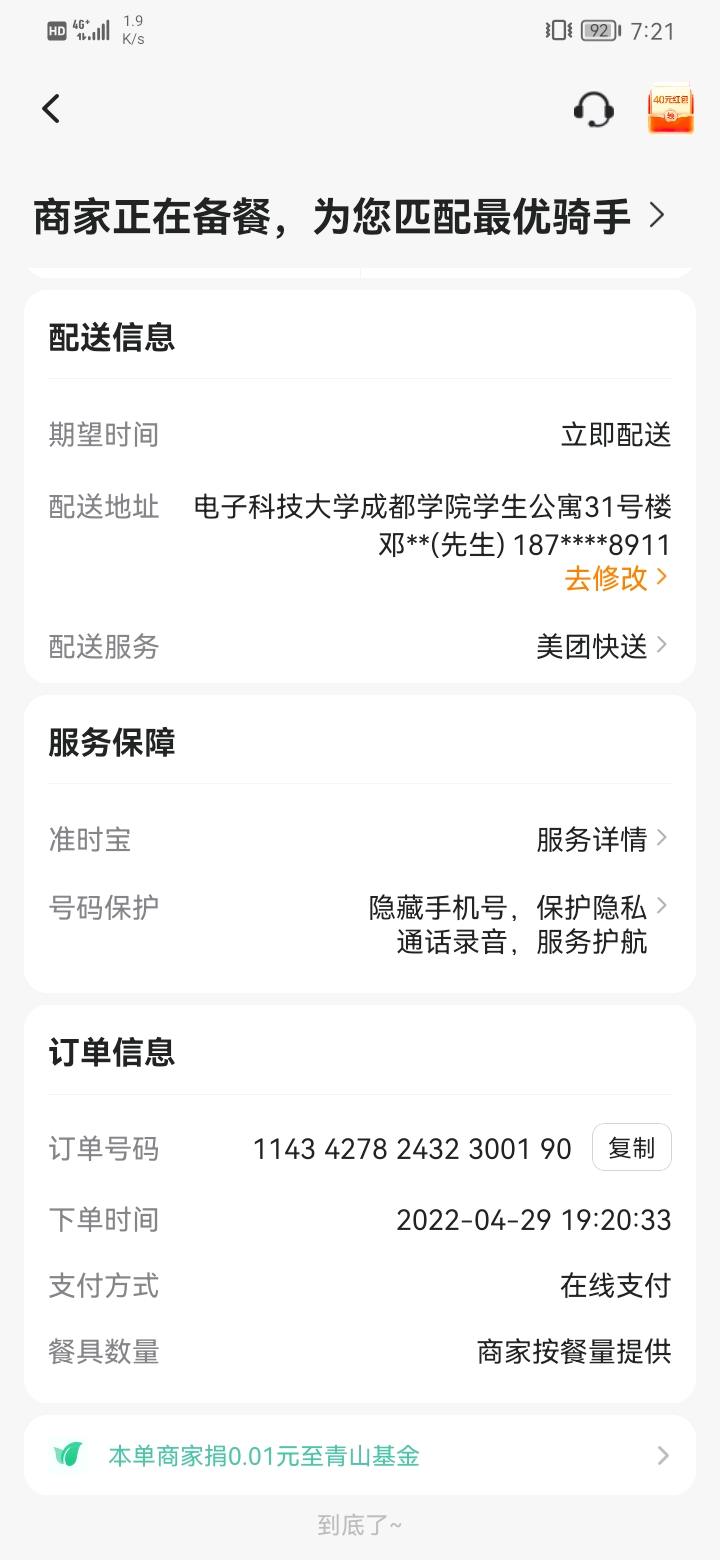 HD 4G+ 1.9 K/s 92 7:21
40元红包
商家正在备餐，为您匹配最优骑手
配送信息
期望时间 立即配送
配送地址 电子科技大学成都学院学生公寓31号楼
邓**(先生) 187****8911
去修改
配送服务 美团快送
服务保障
准时宝 服务详情
号码保护 隐藏手机号，保护隐私
通话录音，服务护航
订单信息
订单号码 1143 4278 2432 3001 90 复制
下单时间 2022-04-29 19:20:33
支付方式 在线支付
餐具数量 商家按餐量提供
本单商家捐0.01元至青山基金
到底了~